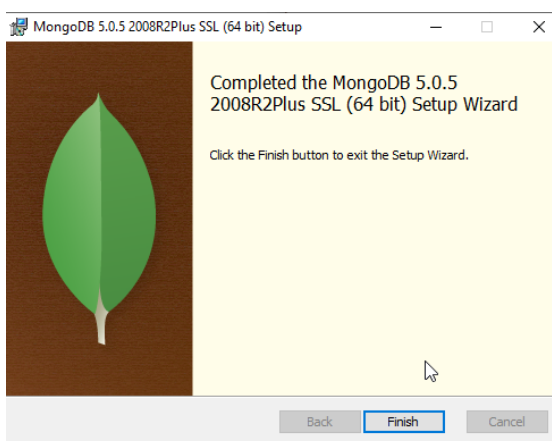 MongoDB 5.0.5 2008R2Plus SSL (64 bit) Setup
Completed the MongoDB 5.0.5
2008R2Plus SSL (64 bit) Setup Wizard
Click the Finish button to exit the Setup Wizard.
Back Finish Cancel